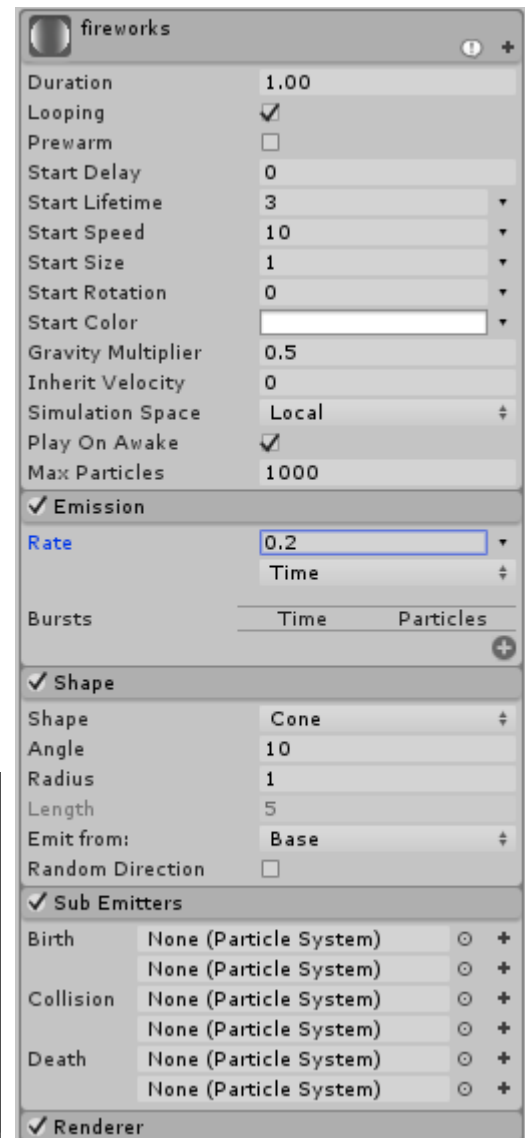 fireworks
Duration 1.00
Looping
Prewarm
Start Delay 0
Start Lifetime 3
Start Speed 10
Start Size 1
Start Rotation 0
Start Color
Gravity Multiplier 0.5
Inherit Velocity 0
Simulation Space Local
Play On Awake
Max Particles 1000
Emission
Rate 0.2
Time
Bursts Time Particles
Shape
Shape Cone
Angle 10
Radius 1
Length 5
Emit from: Base
Random Direction
Sub Emitters
Birth None (Particle System)
None (Particle System)
Collision None (Particle System)
None (Particle System)
Death None (Particle System)
None (Particle System)
Renderer